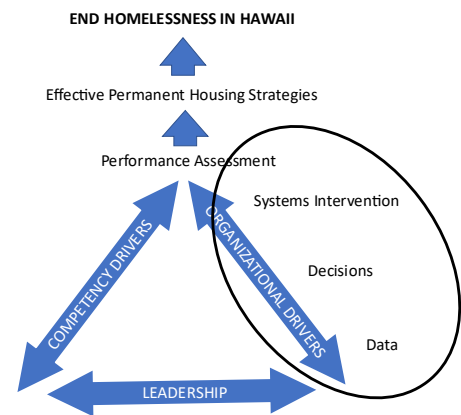 END HOMELESSNESS IN HAWAII
Effective Permanent Housing Strategies
Performance Assessment
Systems Intervention
COMPETENCY DRIVERS
ORGANIZATIONAL DRIVERS
Decisions
Data
LEADERSHIP